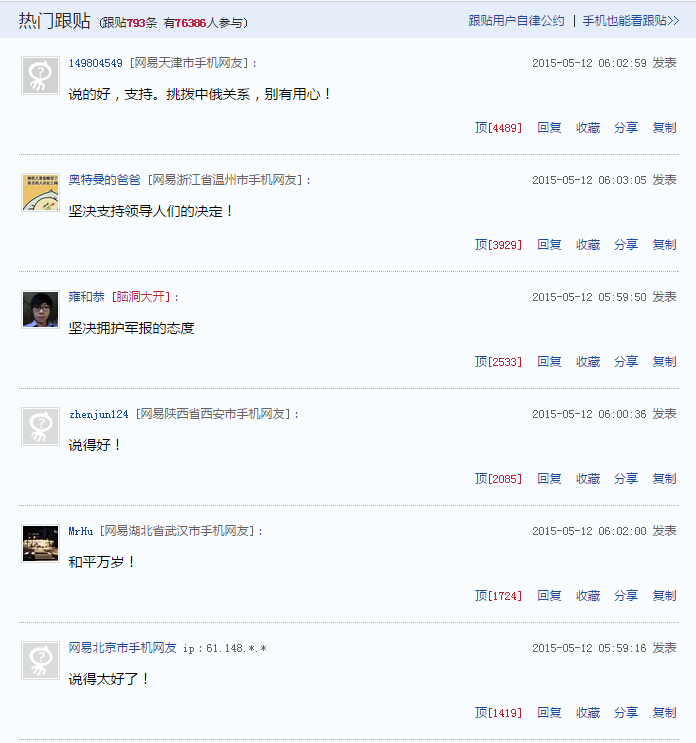 热门跟贴 (跟贴793条 有76386人参与) 跟贴用户自律公约 | 手机也能看跟贴>>
149804549 [网易天津市手机网友]： 2015-05-12 06:02:59 发表
说的好，支持。挑拨中俄关系，别有用心！
顶[4489] 回复 收藏 分享 复制
奥特曼的爸爸 [网易浙江省温州市手机网友]： 2015-05-12 06:03:05 发表
坚决支持领导人们的决定！
顶[3929] 回复 收藏 分享 复制
雍和恭 [脑洞大开]： 2015-05-12 05:59:50 发表
坚决拥护军报的态度
顶[2533] 回复 收藏 分享 复制
zhenjun124 [网易陕西省西安市手机网友]： 2015-05-12 06:00:36 发表
说得好！
顶[2085] 回复 收藏 分享 复制
MrHu [网易湖北省武汉市手机网友]： 2015-05-12 06:02:00 发表
和平万岁！
顶[1724] 回复 收藏 分享 复制
网易北京市手机网友 ip：61.148.*.* 2015-05-12 05:59:16 发表
说得太好了！
顶[1419] 回复 收藏 分享 复制